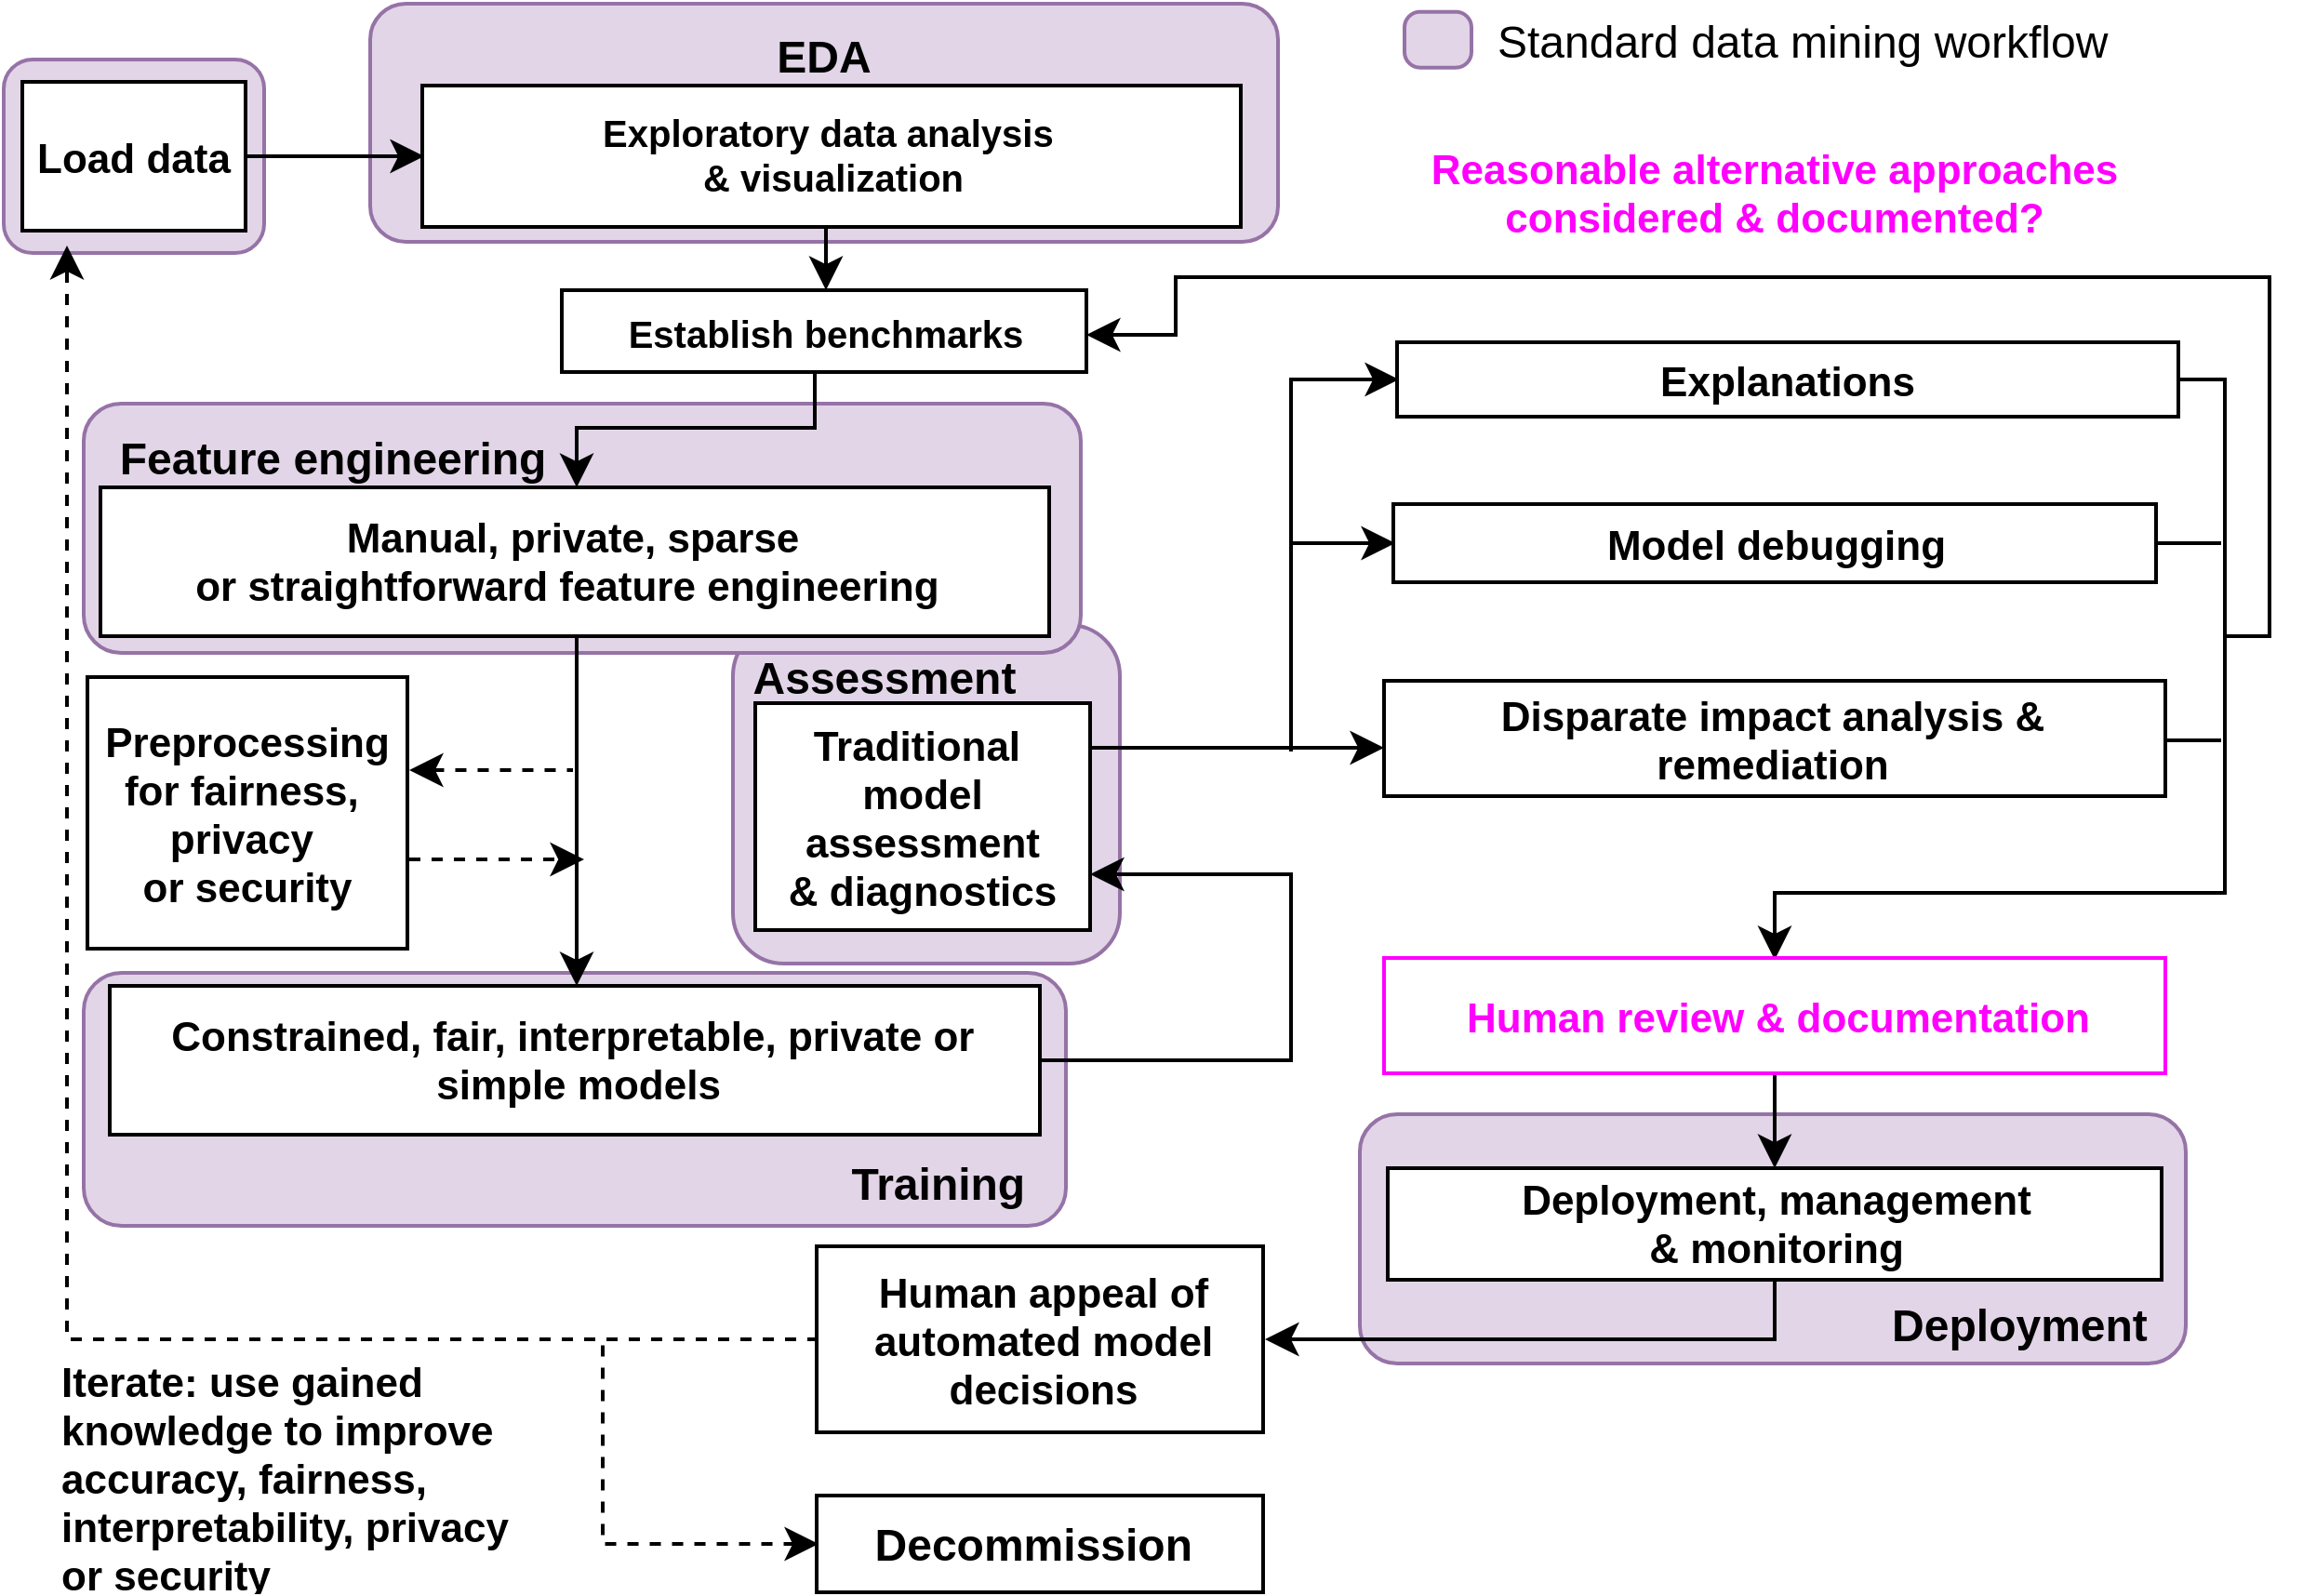 EDA
Standard data mining workflow
Load data
Exploratory data analysis
& visualization
Reasonable alternative approaches
considered & documented?
Establish benchmarks
Explanations
Feature engineering
Manual, private, sparse
or straightforward feature engineering
Model debugging
Assessment
Preprocessing
for fairness,
privacy
or security
Traditional
model
assessment
& diagnostics
Disparate impact analysis &
remediation
Human review & documentation
Constrained, fair, interpretable, private or
simple models
Training
Deployment, management
& monitoring
Deployment
Human appeal of
automated model
decisions
Iterate: use gained
knowledge to improve
accuracy, fairness,
interpretability, privacy
or security
Decommission